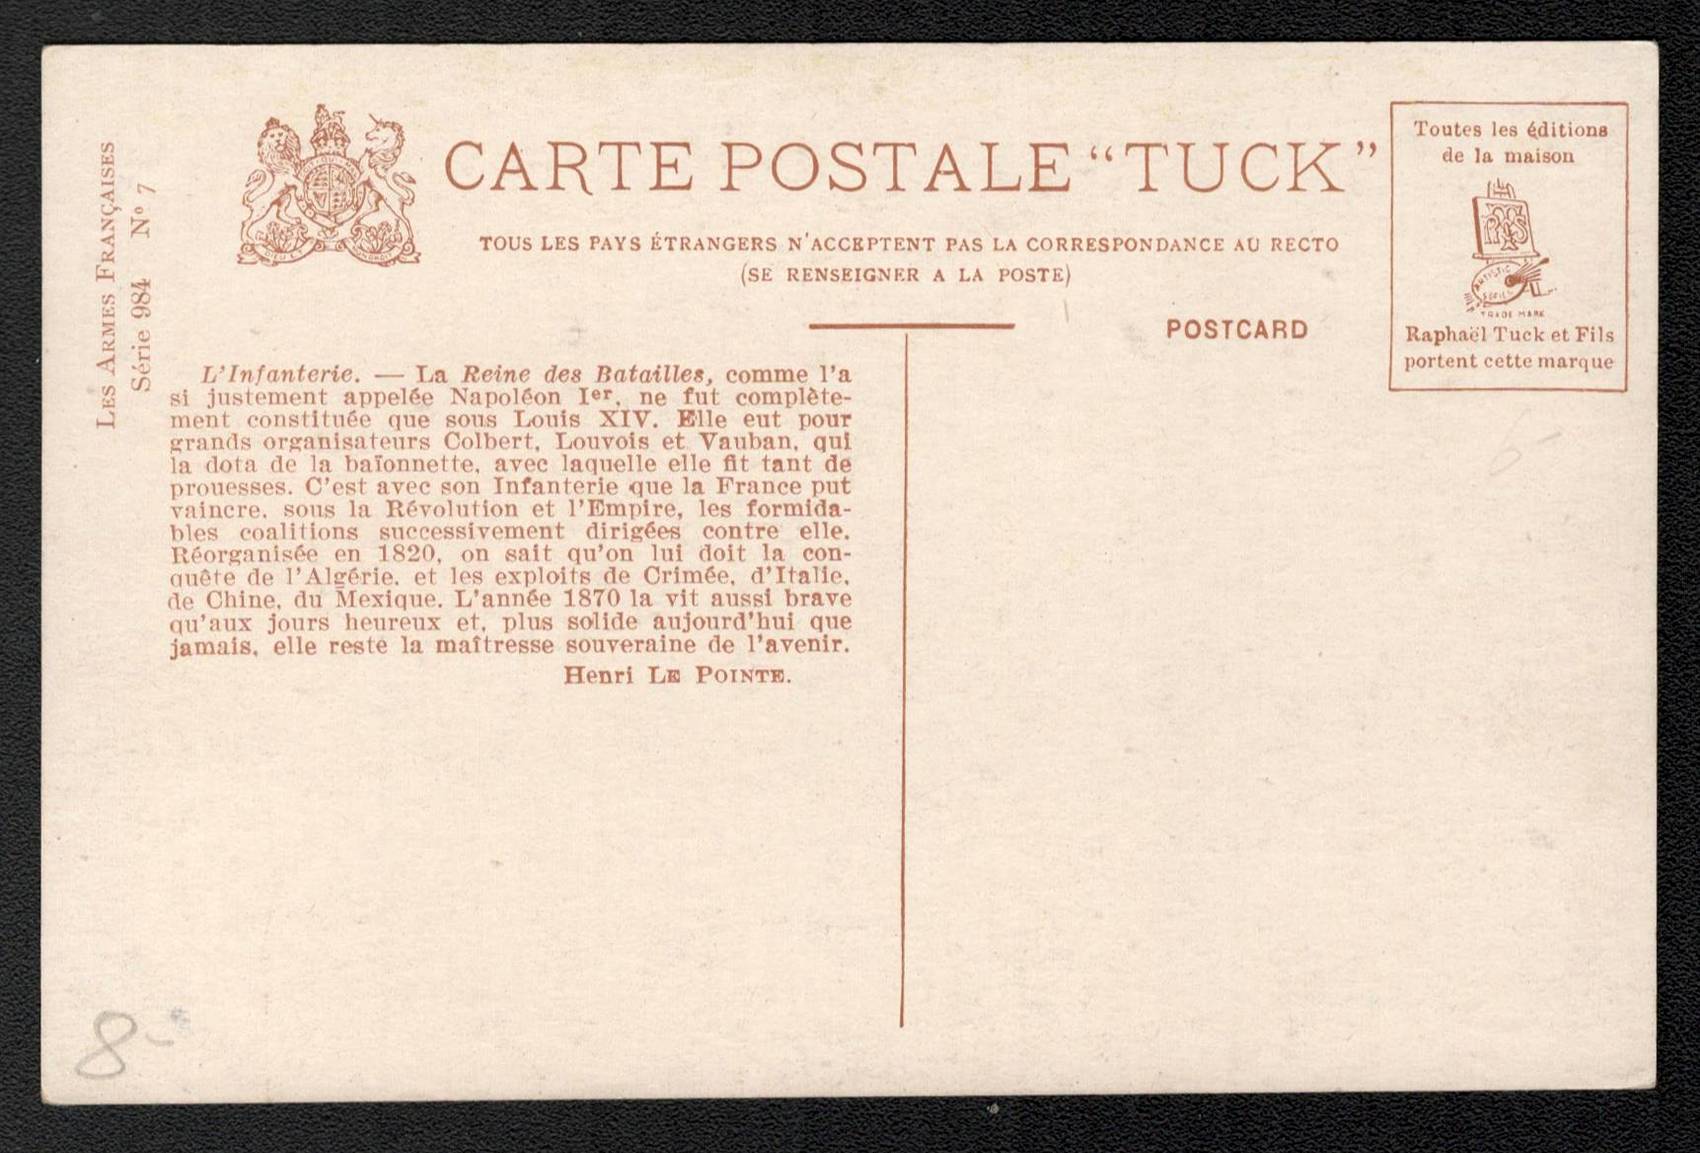 LES ARMES FRANÇAISES
Série 984 No 7
CARTE POSTALE “TUCK”
TOUS LES PAYS ÉTRANGERS N'ACCEPTENT PAS LA CORRESPONDANCE AU RECTO
(SE RENSEIGNER A LA POSTE)
POSTCARD
Toutes les éditions
de la maison
ARTISTIC
SERIES
TRADE MARK
Raphaël Tuck et Fils
portent cette marque
L'Infanterie. — La Reine des Batailles, comme l'a
si justement appelée Napoléon Ier, ne fut complète-
ment constituée que sous Louis XIV. Elle eut pour
grands organisateurs Colbert, Louvois et Vauban, qui
la dota de la baïonnette, avec laquelle elle fit tant de
prouesses. C'est avec son Infanterie que la France put
vaincre, sous la Révolution et l'Empire, les formida-
bles coalitions successivement dirigées contre elle.
Réorganisée en 1820, on sait qu'on lui doit la con-
quête de l'Algérie, et les exploits de Crimée, d'Italie,
de Chine, du Mexique. L'année 1870 la vit aussi brave
qu'aux jours heureux et, plus solide aujourd'hui que
jamais, elle reste la maîtresse souveraine de l'avenir.
Henri LE POINTE.
8-